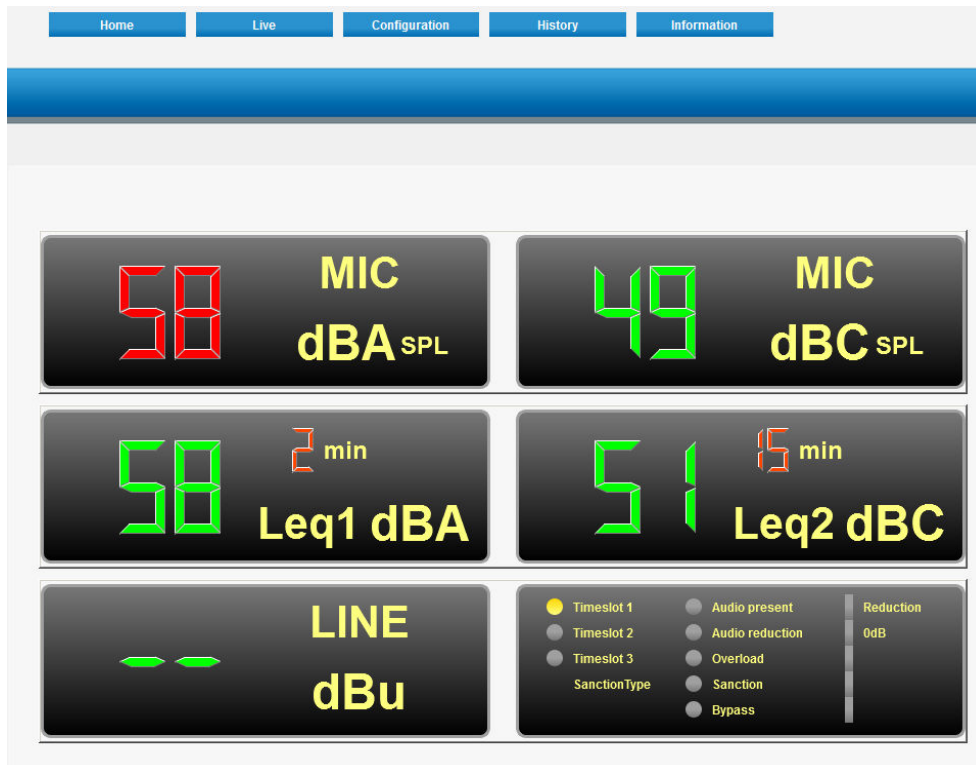 Home Live Configuration History Information
58 MIC
dBA SPL
49 MIC
dBC SPL
58 2 min
Leq1 dBA
51 15 min
Leq2 dBC
-- LINE
dBu
Timeslot 1 Audio present Reduction
Timeslot 2 Audio reduction 0dB
Timeslot 3 Overload
SanctionType Sanction
Bypass